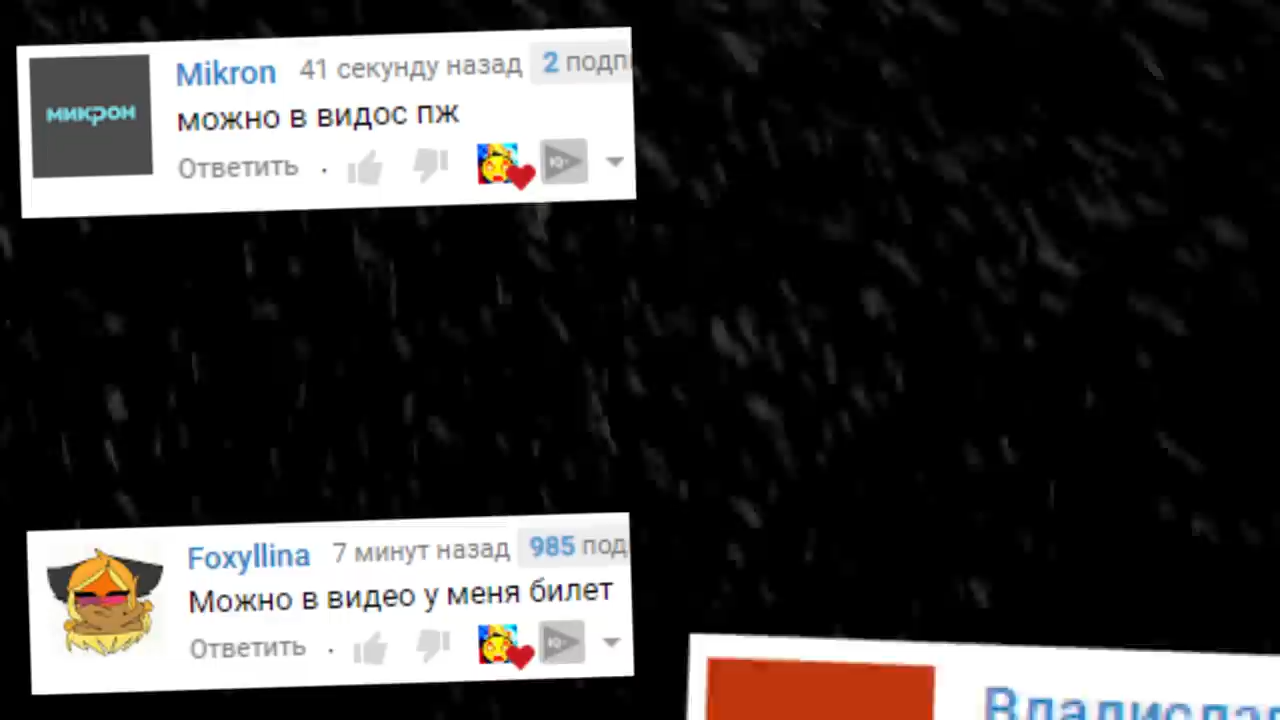 Mikron 41 секунду назад 2 подп
микрон
можно в видос пж
Ответить
Foxyllina 7 минут назад 985 под
Можно в видео у меня билет
Ответить
Владислав